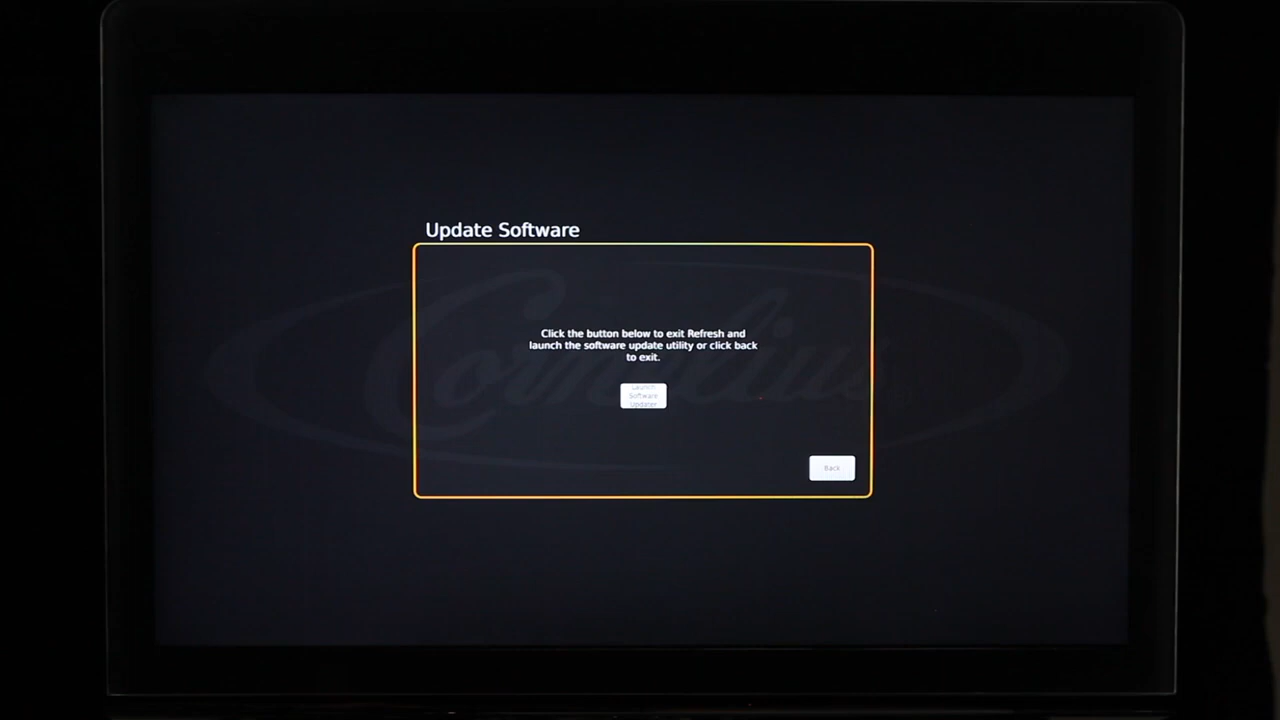 Update Software
Cornelius
Click the button below to exit Refresh and
launch the software update utility or click back
to exit.
Launch
Software
Updater
Back